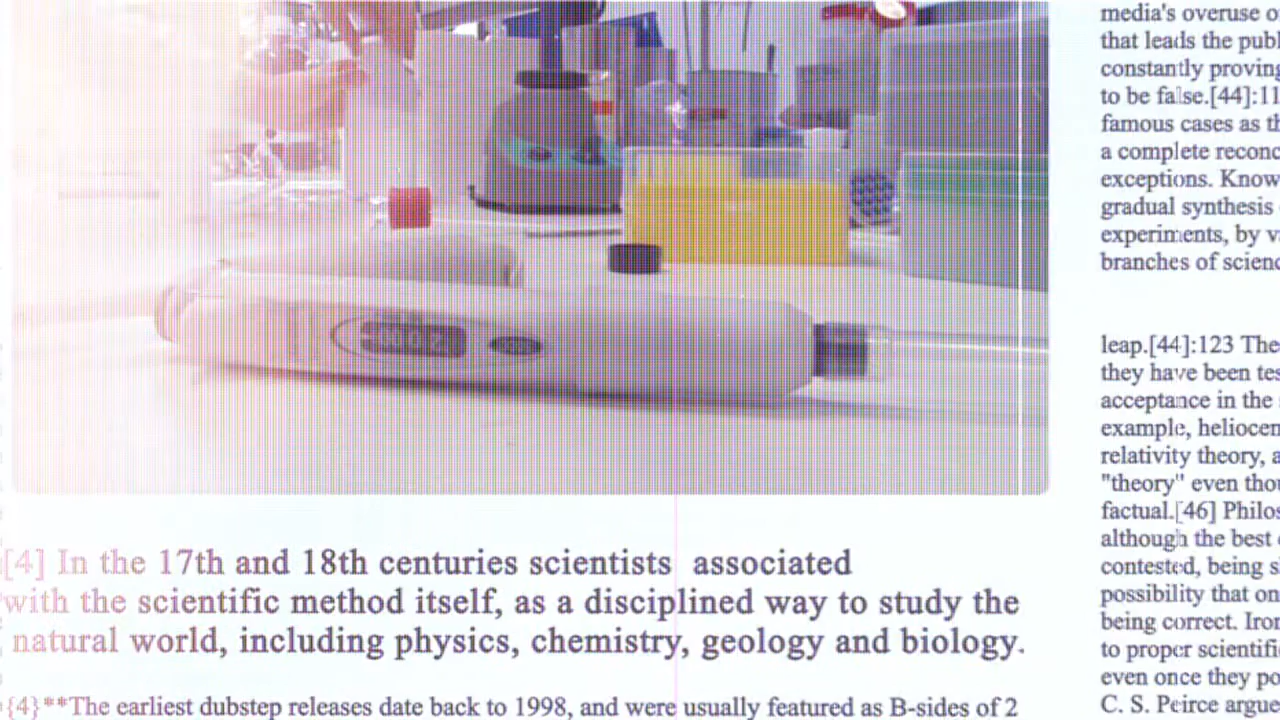 [4] In the 17th and 18th centuries scientists associated
with the scientific method itself, as a disciplined way to study the
natural world, including physics, chemistry, geology and biology.
{4}**The earliest dubstep releases date back to 1998, and were usually featured as B-sides of 2
media's overuse o
that leads the publ
constantly proving
to be false.[44]:11
famous cases as th
a complete reconc
exceptions. Know
gradual synthesis
experiments, by v
branches of scienc
leap.[44]:123 The
they have been tes
acceptance in the
example, heliocen
relativity theory, a
"theory" even thou
factual.[46] Philos
although the best
contested, being s
possibility that on
being correct. Iron
to proper scientifi
even once they po
C. S. Peirce argue